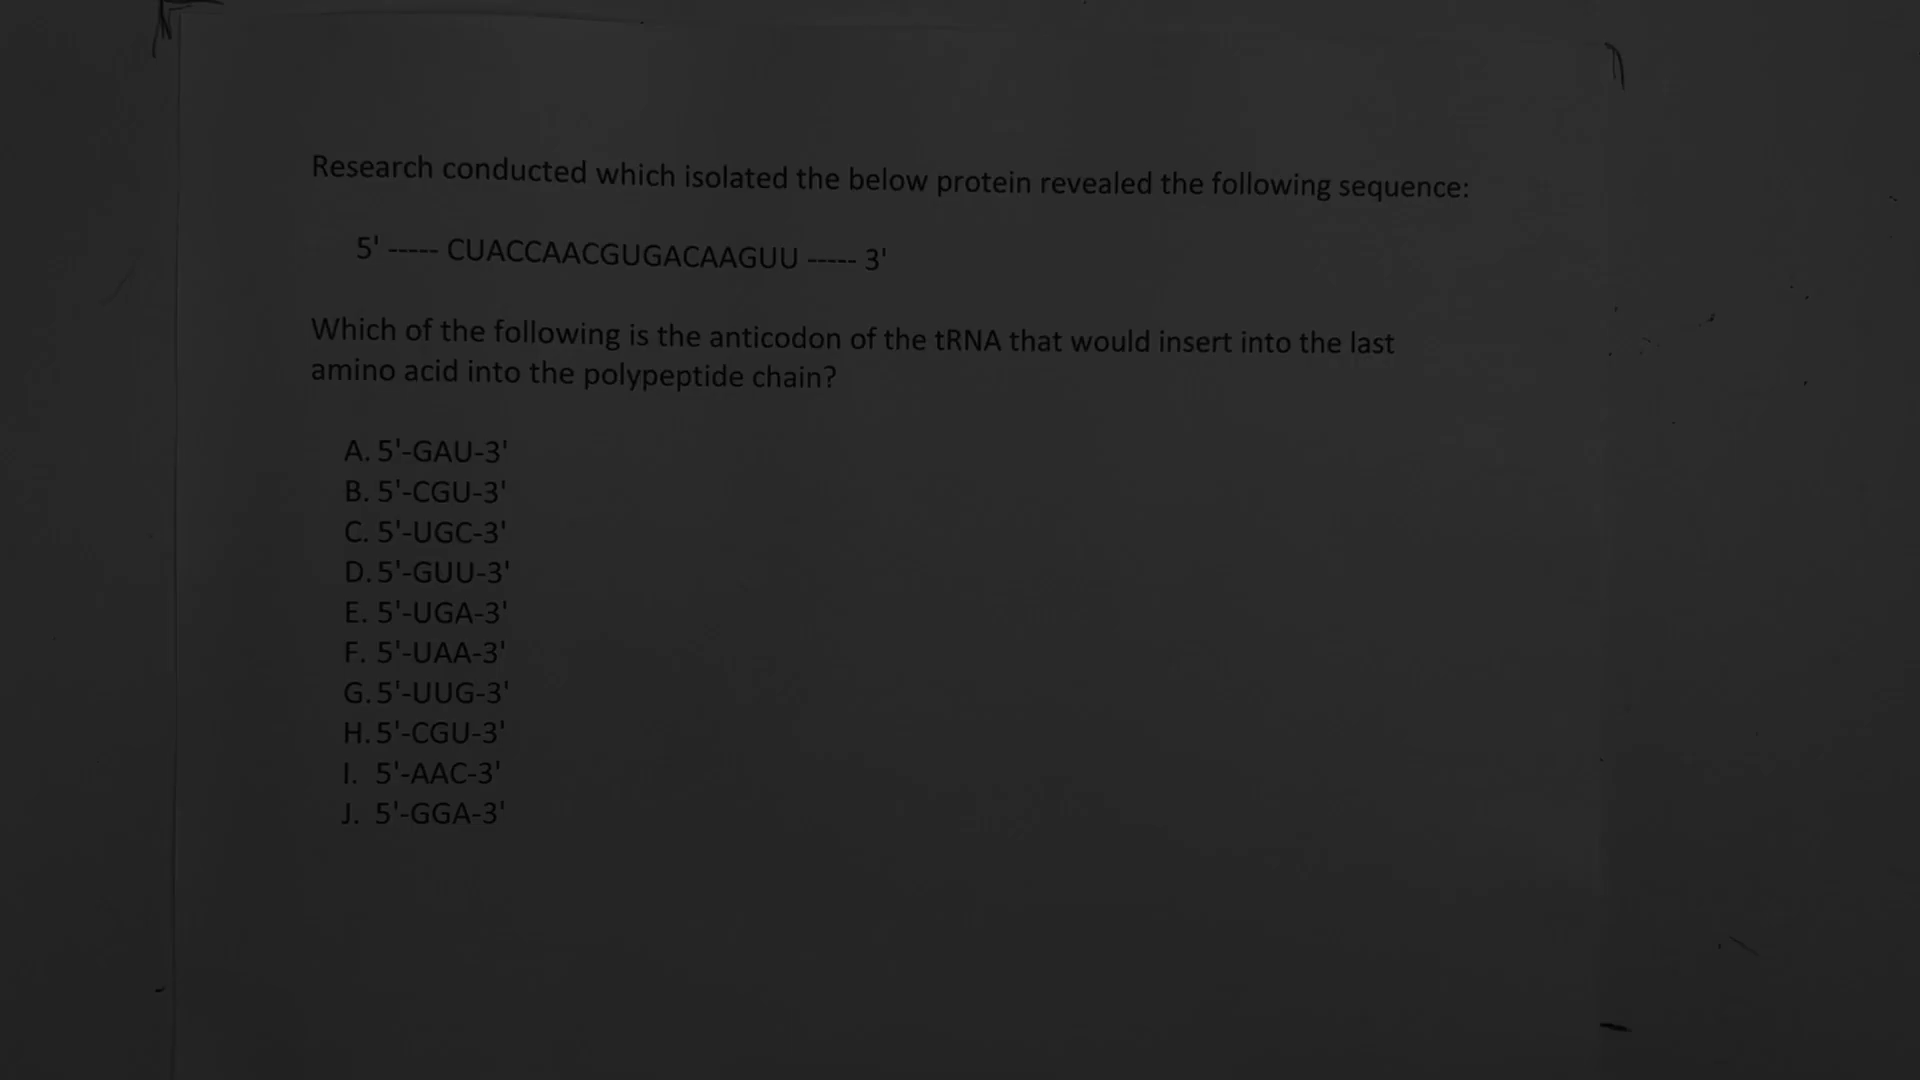 Research conducted which isolated the below protein revealed the following sequence:
5' ----- CUACCAACGUGACAAGUU ----- 3'
Which of the following is the anticodon of the tRNA that would insert into the last
amino acid into the polypeptide chain?
A. 5'-GAU-3'
B. 5'-CGU-3'
C. 5'-UGC-3'
D. 5'-GUU-3'
E. 5'-UGA-3'
F. 5'-UAA-3'
G. 5'-UUG-3'
H. 5'-CGU-3'
I. 5'-AAC-3'
J. 5'-GGA-3'